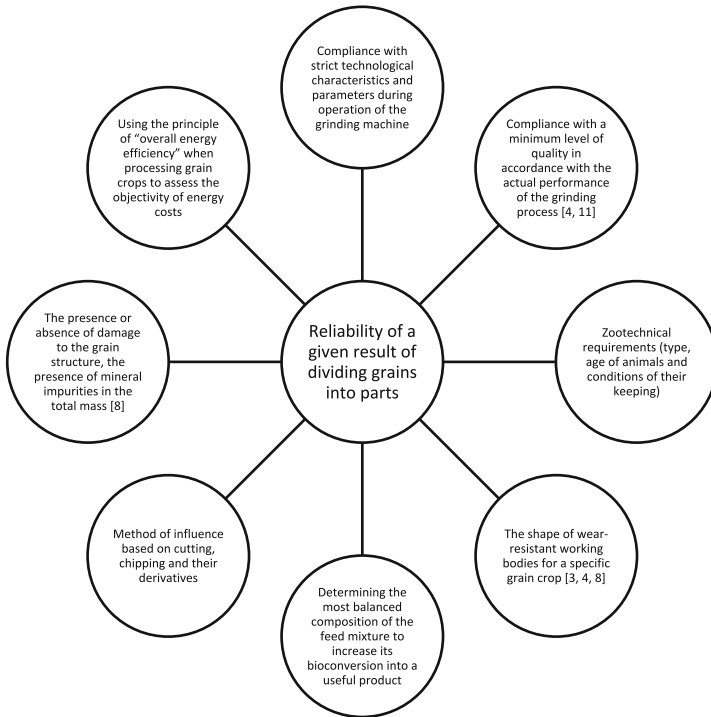 Compliance with
strict technological
characteristics and
parameters during
operation of the
grinding machine
Using the principle
of “overall energy
efficiency” when
processing grain
crops to assess the
objectivity of energy
costs
Compliance with a
minimum level of
quality in
accordance with the
actual performance
of the grinding
process [4, 11]
The presence or
absence of damage
to the grain
structure, the
presence of mineral
impurities in the
total mass [8]
Reliability of a
given result of
dividing grains
into parts
Zootechnical
requirements (type,
age of animals and
conditions of their
keeping)
Method of influence
based on cutting,
chipping and their
derivatives
The shape of wear-
resistant working
bodies for a specific
grain crop [3, 4, 8]
Determining the
most balanced
composition of the
feed mixture to
increase its
bioconversion into a
useful product